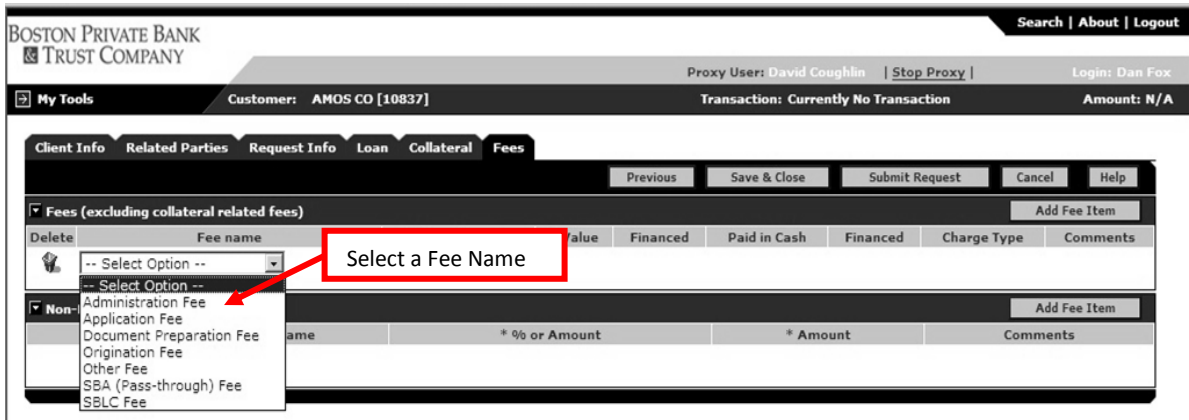 Search | About | Logout
BOSTON PRIVATE BANK
& TRUST COMPANY
Proxy User: David Coughlin | Stop Proxy | Login: Dan Fox
My Tools Customer: AMOS CO [10837] Transaction: Currently No Transaction Amount: N/A
Client Info Related Parties Request Info Loan Collateral Fees
Previous Save & Close Submit Request Cancel Help
Fees (excluding collateral related fees) Add Fee Item
Delete Fee name Value Financed Paid in Cash Financed Charge Type Comments
-- Select Option -- Select a Fee Name
-- Select Option --
Administration Fee
Non- Add Fee Item
Application Fee
Document Preparation Fee ame * % or Amount * Amount Comments
Origination Fee
Other Fee
SBA (Pass-through) Fee
SBLC Fee